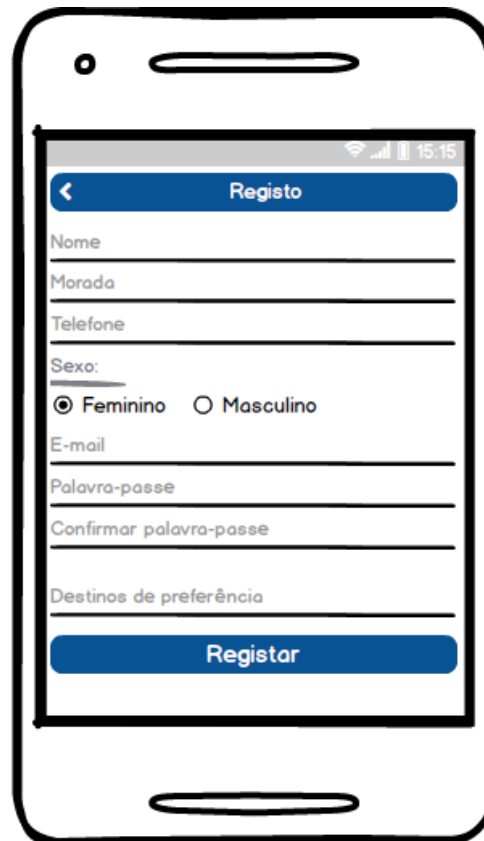 15:15
Registo
Nome
Morada
Telefone
Sexo:
Feminino Masculino
E-mail
Palavra-passe
Confirmar palavra-passe
Destinos de preferência
Registar